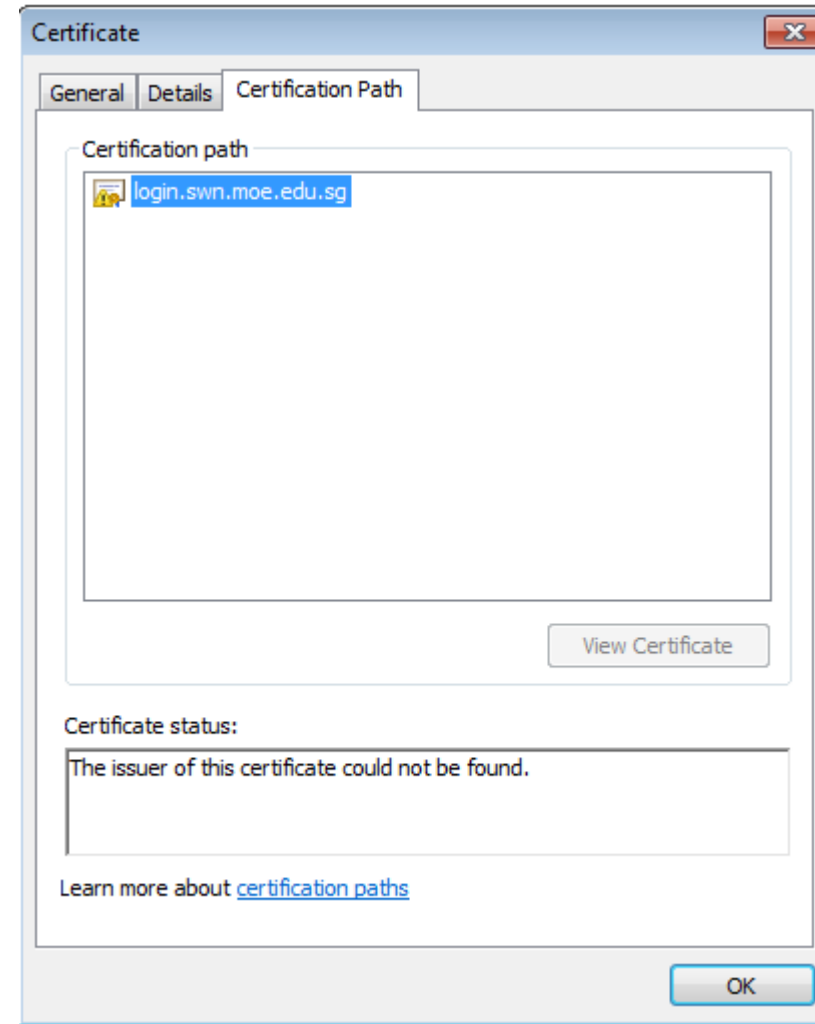 Certificate
General Details Certification Path
Certification path
login.swn.moe.edu.sg
View Certificate
Certificate status:
The issuer of this certificate could not be found.
Learn more about certification paths
OK